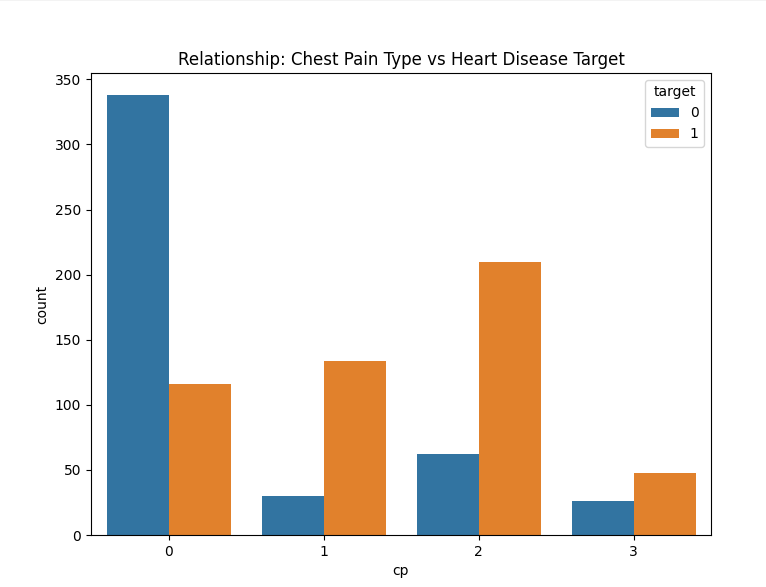 Relationship: Chest Pain Type vs Heart Disease Target
target
0
1
350
300
250
200
150
100
50
0
count
0 1 2 3
cp